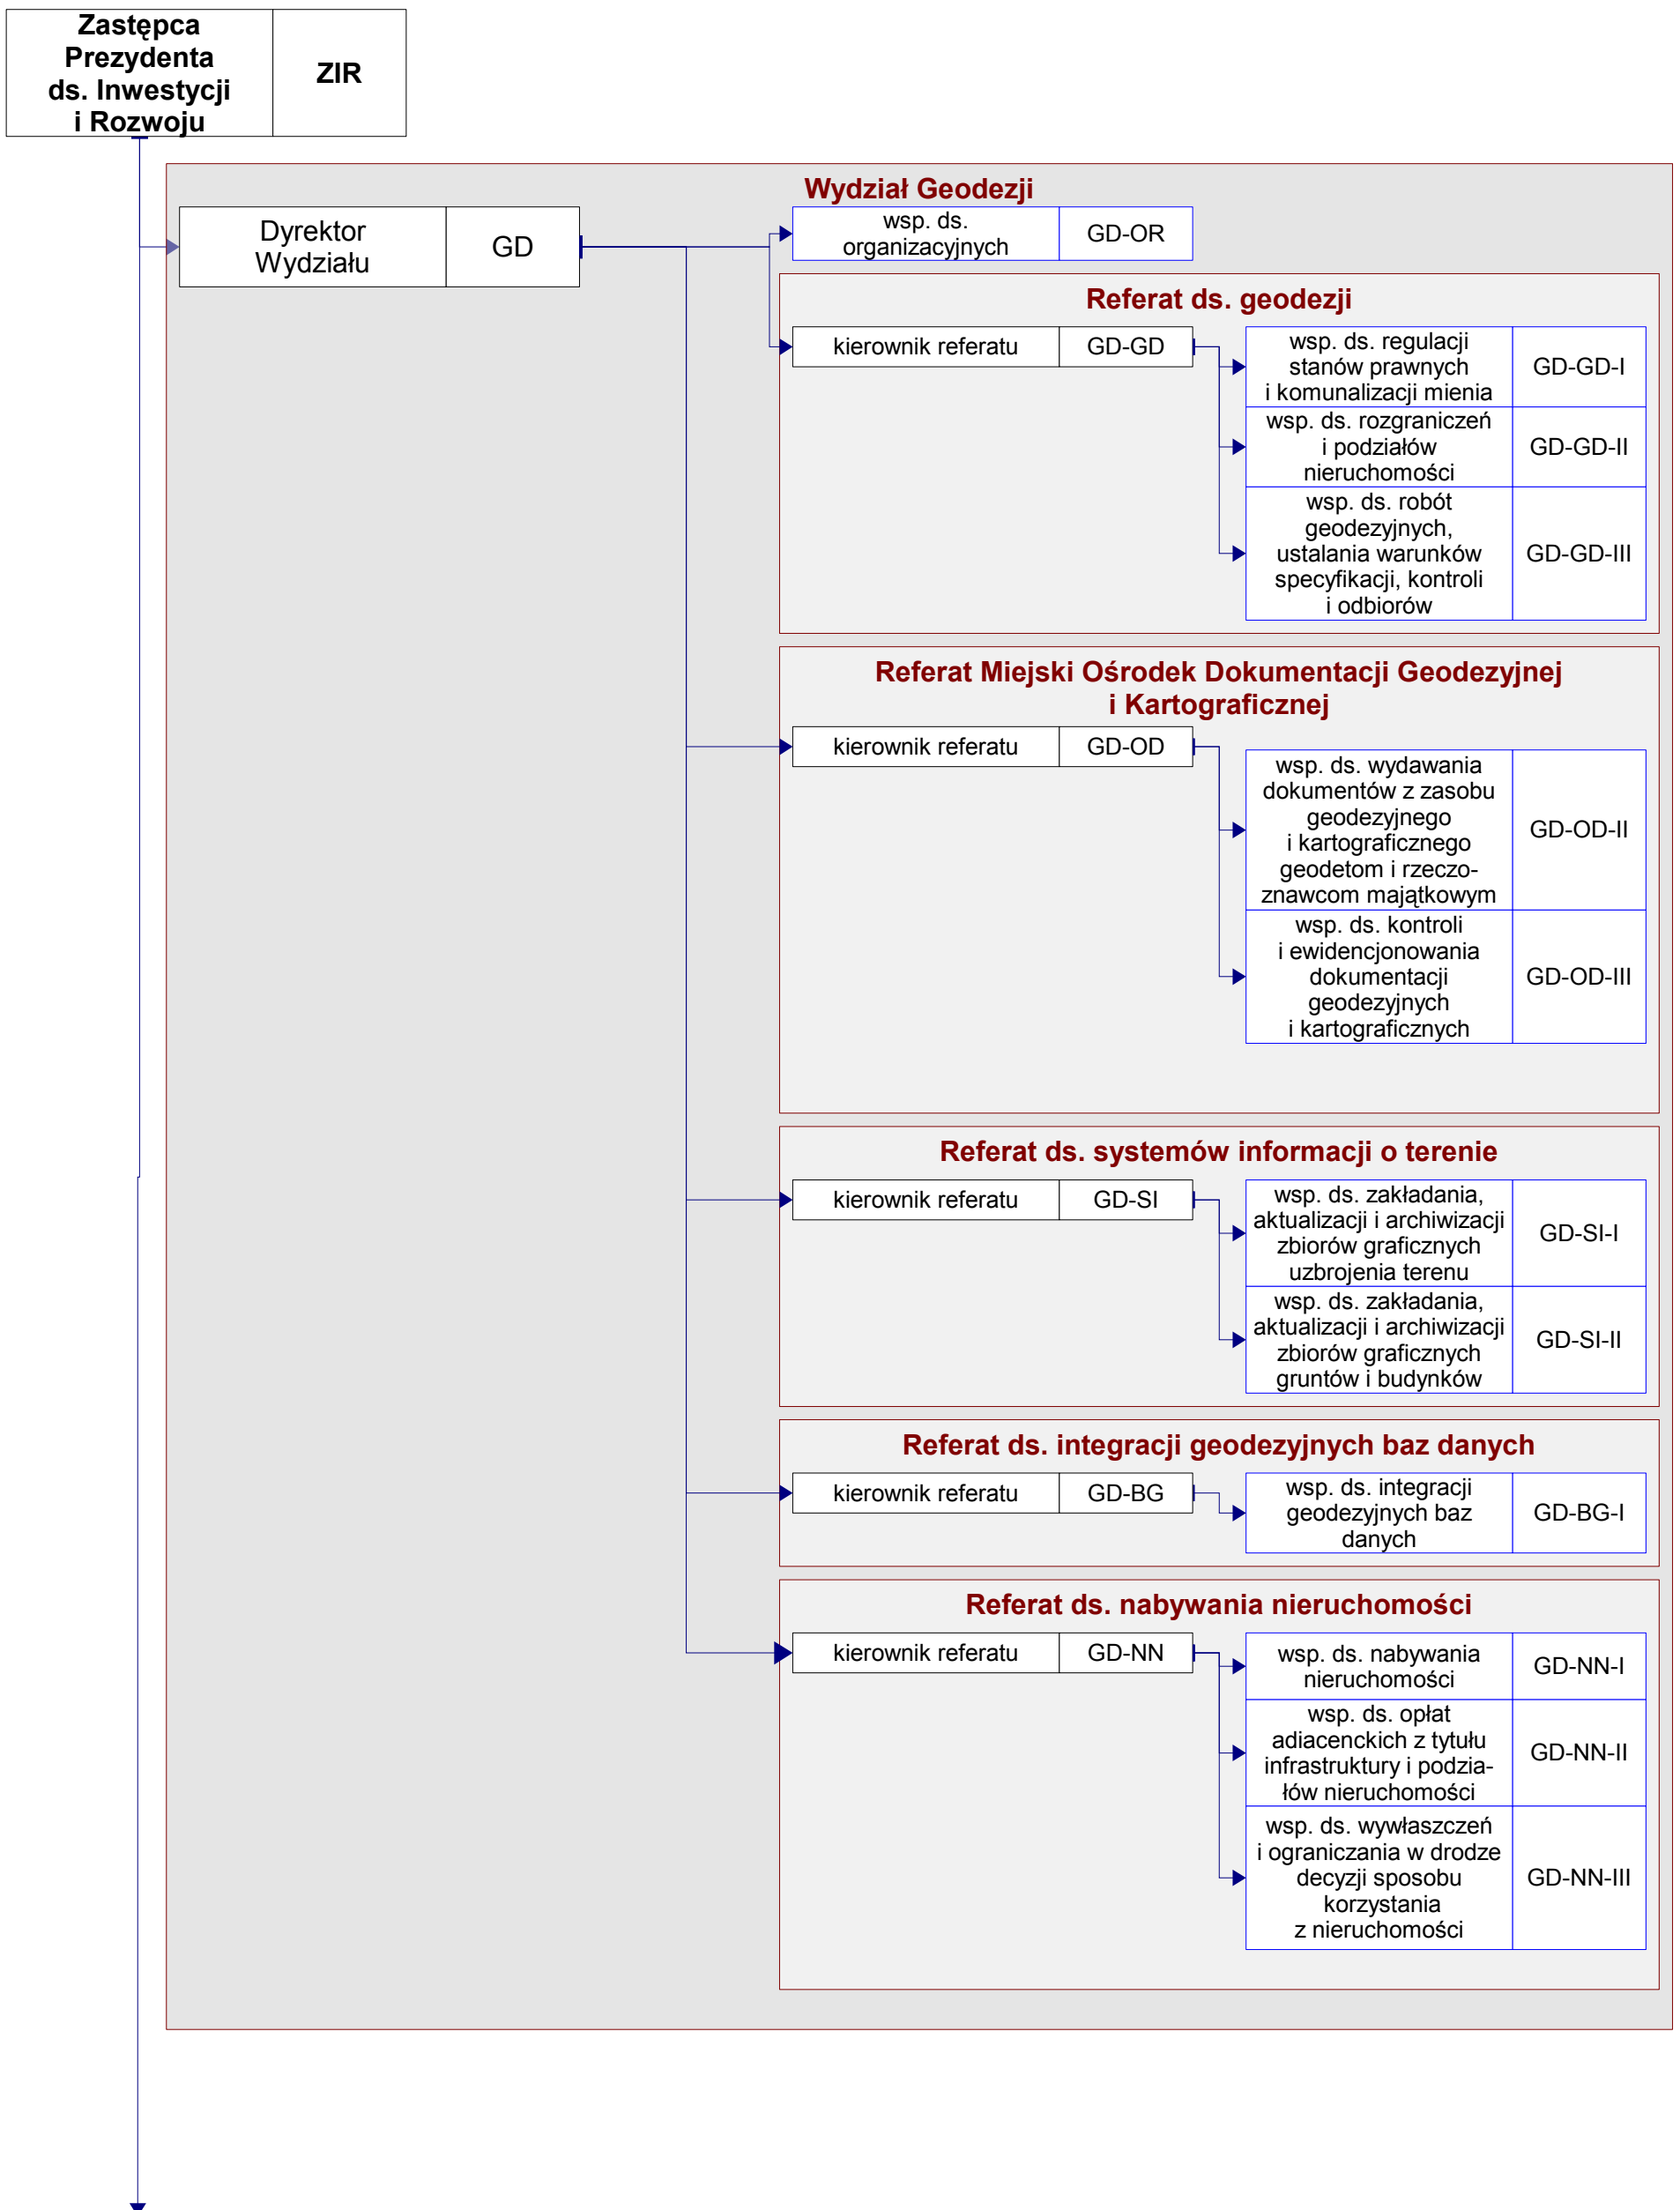 Zastępca
Prezydenta
ds. Inwestycji
i Rozwoju
ZIR
Wydział Geodezji
Dyrektor
Wydziału
GD
wsp. ds.
organizacyjnych
GD-OR
Referat ds. geodezji
kierownik referatu
GD-GD
wsp. ds. regulacji
stanów prawnych
i komunalizacji mienia
GD-GD-I
wsp. ds. rozgraniczeń
i podziałów
nieruchomości
GD-GD-II
wsp. ds. robót
geodezyjnych,
ustalania warunków
specyfikacji, kontroli
i odbiorów
GD-GD-III
Referat Miejski Ośrodek Dokumentacji Geodezyjnej
i Kartograficznej
kierownik referatu
GD-OD
wsp. ds. wydawania
dokumentów z zasobu
geodezyjnego
i kartograficznego
geodetom i rzeczo-
znawcom majątkowym
GD-OD-II
wsp. ds. kontroli
i ewidencjonowania
dokumentacji
geodezyjnych
i kartograficznych
GD-OD-III
Referat ds. systemów informacji o terenie
kierownik referatu
GD-SI
wsp. ds. zakładania,
aktualizacji i archiwizacji
zbiorów graficznych
uzbrojenia terenu
GD-SI-I
wsp. ds. zakładania,
aktualizacji i archiwizacji
zbiorów graficznych
gruntów i budynków
GD-SI-II
Referat ds. integracji geodezyjnych baz danych
kierownik referatu
GD-BG
wsp. ds. integracji
geodezyjnych baz
danych
GD-BG-I
Referat ds. nabywania nieruchomości
kierownik referatu
GD-NN
wsp. ds. nabywania
nieruchomości
GD-NN-I
wsp. ds. opłat
adiacenckich z tytułu
infrastruktury i podzia-
łów nieruchomości
GD-NN-II
wsp. ds. wywłaszczeń
i ograniczania w drodze
decyzji sposobu
korzystania
z nieruchomości
GD-NN-III